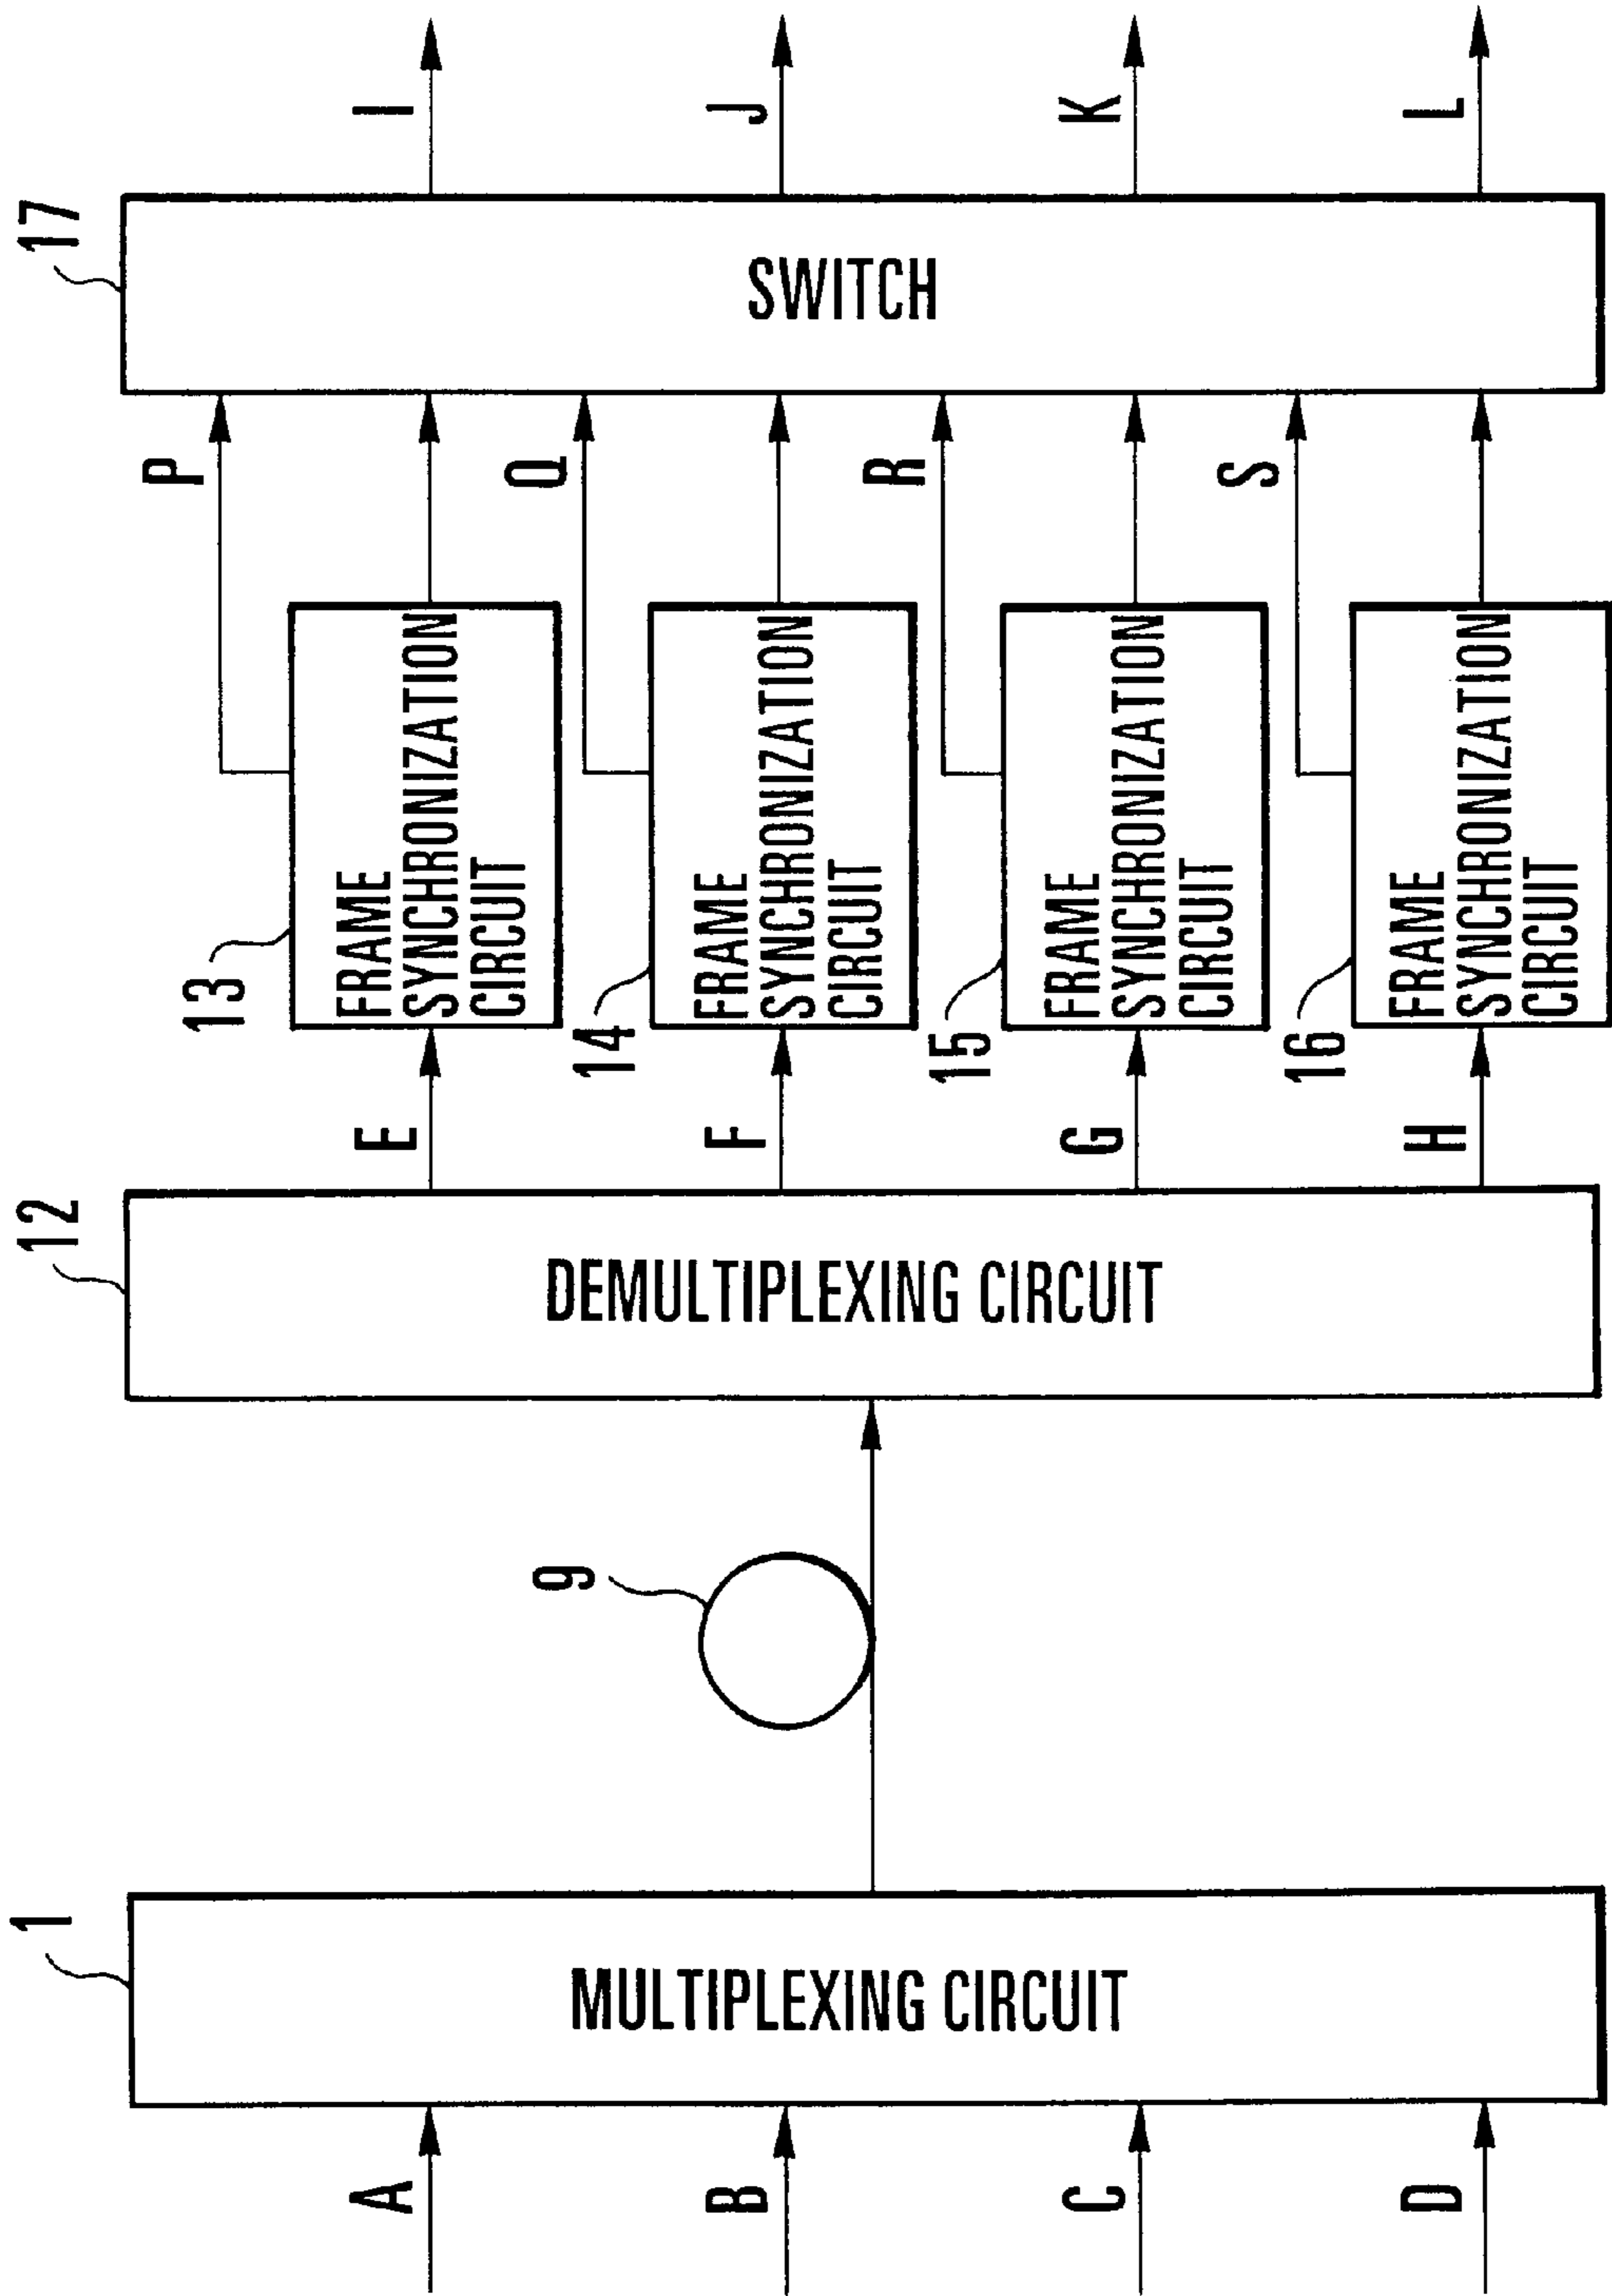 1
A
B
C
D
MULTIPLEXING CIRCUIT
9
12
DEMULTIPLEXING CIRCUIT
E
F
G
H
13
FRAME
SYNCHRONIZATION
CIRCUIT
14
FRAME
SYNCHRONIZATION
CIRCUIT
15
FRAME
SYNCHRONIZATION
CIRCUIT
16
FRAME
SYNCHRONIZATION
CIRCUIT
P
Q
R
S
17
SWITCH
I
J
K
L